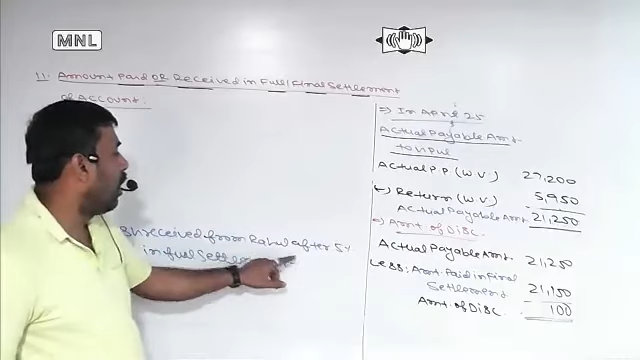 MNL
11. Amount Paid OR Received in Full/Final Settlement
of Account:
received from Rahul after 5%
in full
⇒ In April 25
Actual Payable Amt
to Vipul
Actual P.P (W.V.) 27,200
(-) Return (W.V) 5,950
Actual Payable Amt. 21,250
⇒ Amt of Disc.
Actual Payable Amt. 21,250
Less: Amt. Paid in Final
Settlement 21,150
Amt. of Disc. 100